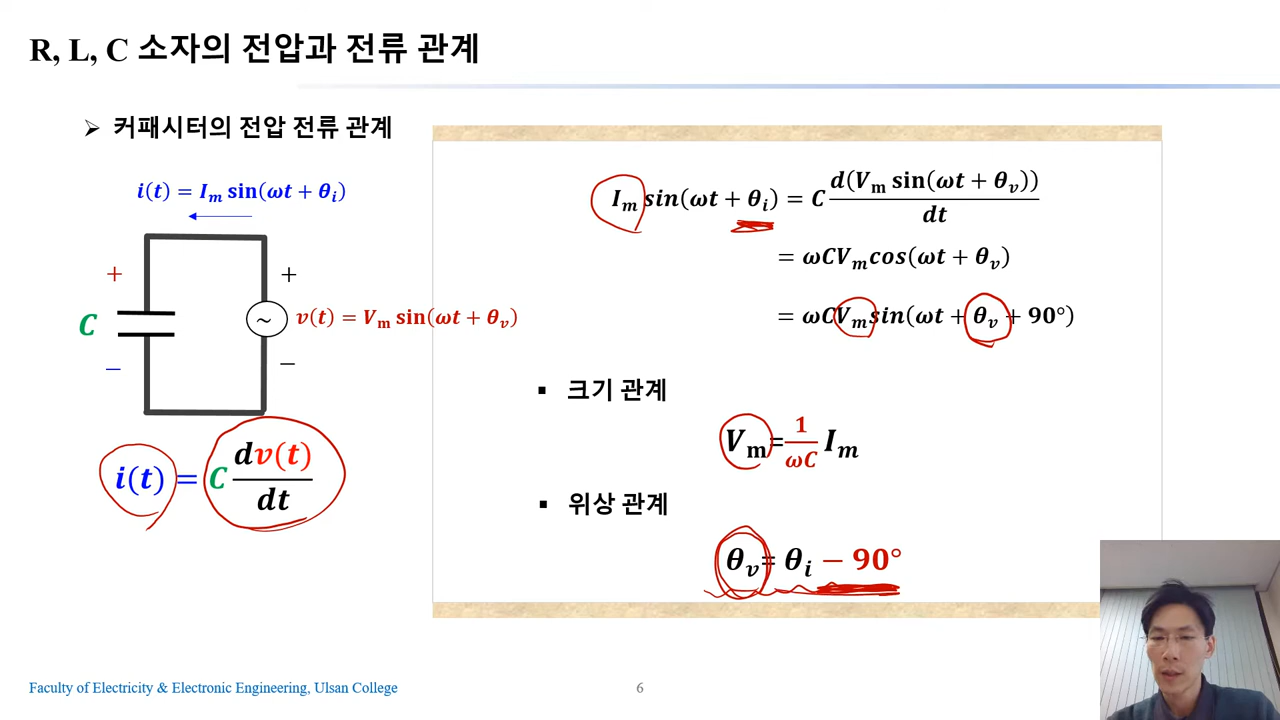 R, L, C 소자의 전압과 전류 관계
➢ 커패시터의 전압 전류 관계
i(t) = I_m sin(ωt + θ_i)
+
+
C
~
v(t) = V_m sin(ωt + θ_v)
−
−
i(t) = C dv(t)/dt
I_m sin(ωt + θ_i) = C d(V_m sin(ωt + θ_v))/dt
= ωCV_m cos(ωt + θ_v)
= ωCV_m sin(ωt + θ_v + 90°)
▪ 크기 관계
V_m = 1/ωC I_m
▪ 위상 관계
θ_v = θ_i − 90°
Faculty of Electricity & Electronic Engineering, Ulsan College
6